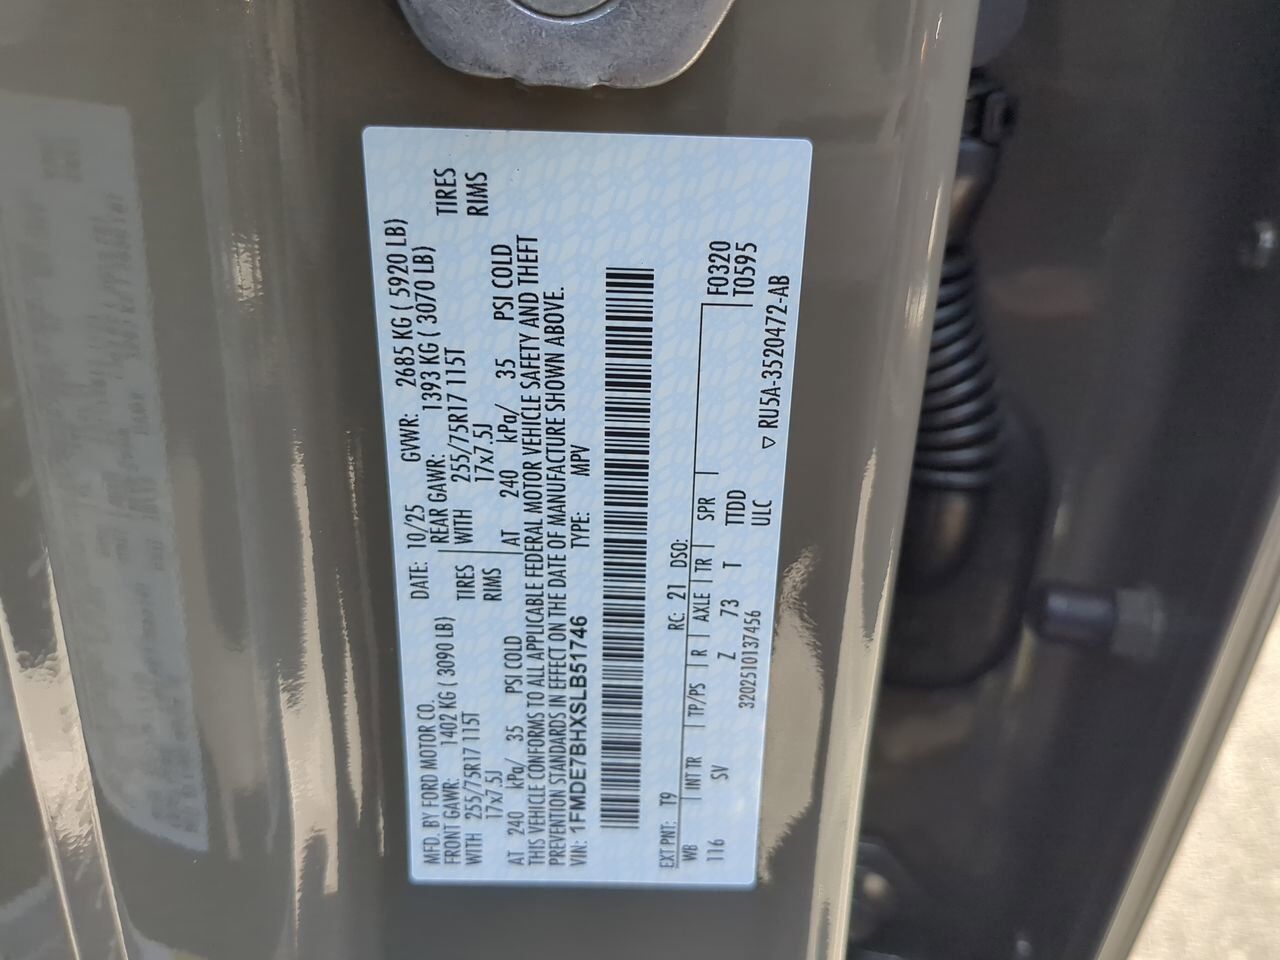 MFD. BY FORD MOTOR CO. DATE: 10/25 GVWR: 2685 KG ( 5920 LB)
FRONT GAWR: 1402 KG ( 3090 LB) REAR GAWR: 1393 KG ( 3070 LB)
WITH 255/75R17 115T TIRES WITH 255/75R17 115T TIRES
17x7.5J RIMS 17x7.5J RIMS
AT 240 kPa/ 35 PSI COLD AT 240 kPa/ 35 PSI COLD
THIS VEHICLE CONFORMS TO ALL APPLICABLE FEDERAL MOTOR VEHICLE SAFETY AND THEFT
PREVENTION STANDARDS IN EFFECT ON THE DATE OF MANUFACTURE SHOWN ABOVE.
VIN: 1FMDE7BHXSLB51746 TYPE: MPV
EXT PNT: T9 RC: 21 DSO:
WB INT TR TP/PS R AXLE TR SPR F0320
116 SV Z 73 T TTDD T0595
3202510137456 ULC
▽ RU5A-3520472-AB